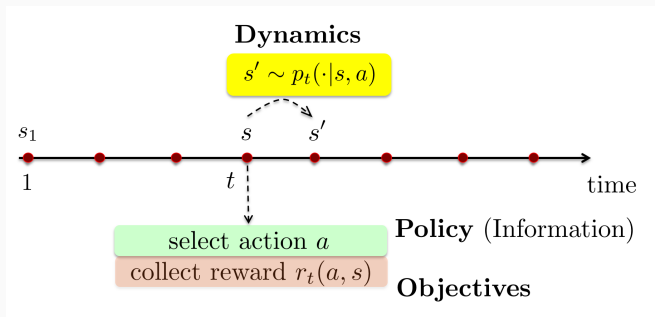 Dynamics
s′ ∼ p_t(·|s, a)
s_1 s s′
1 t time
select action a
Policy (Information)
collect reward r_t(a, s)
Objectives